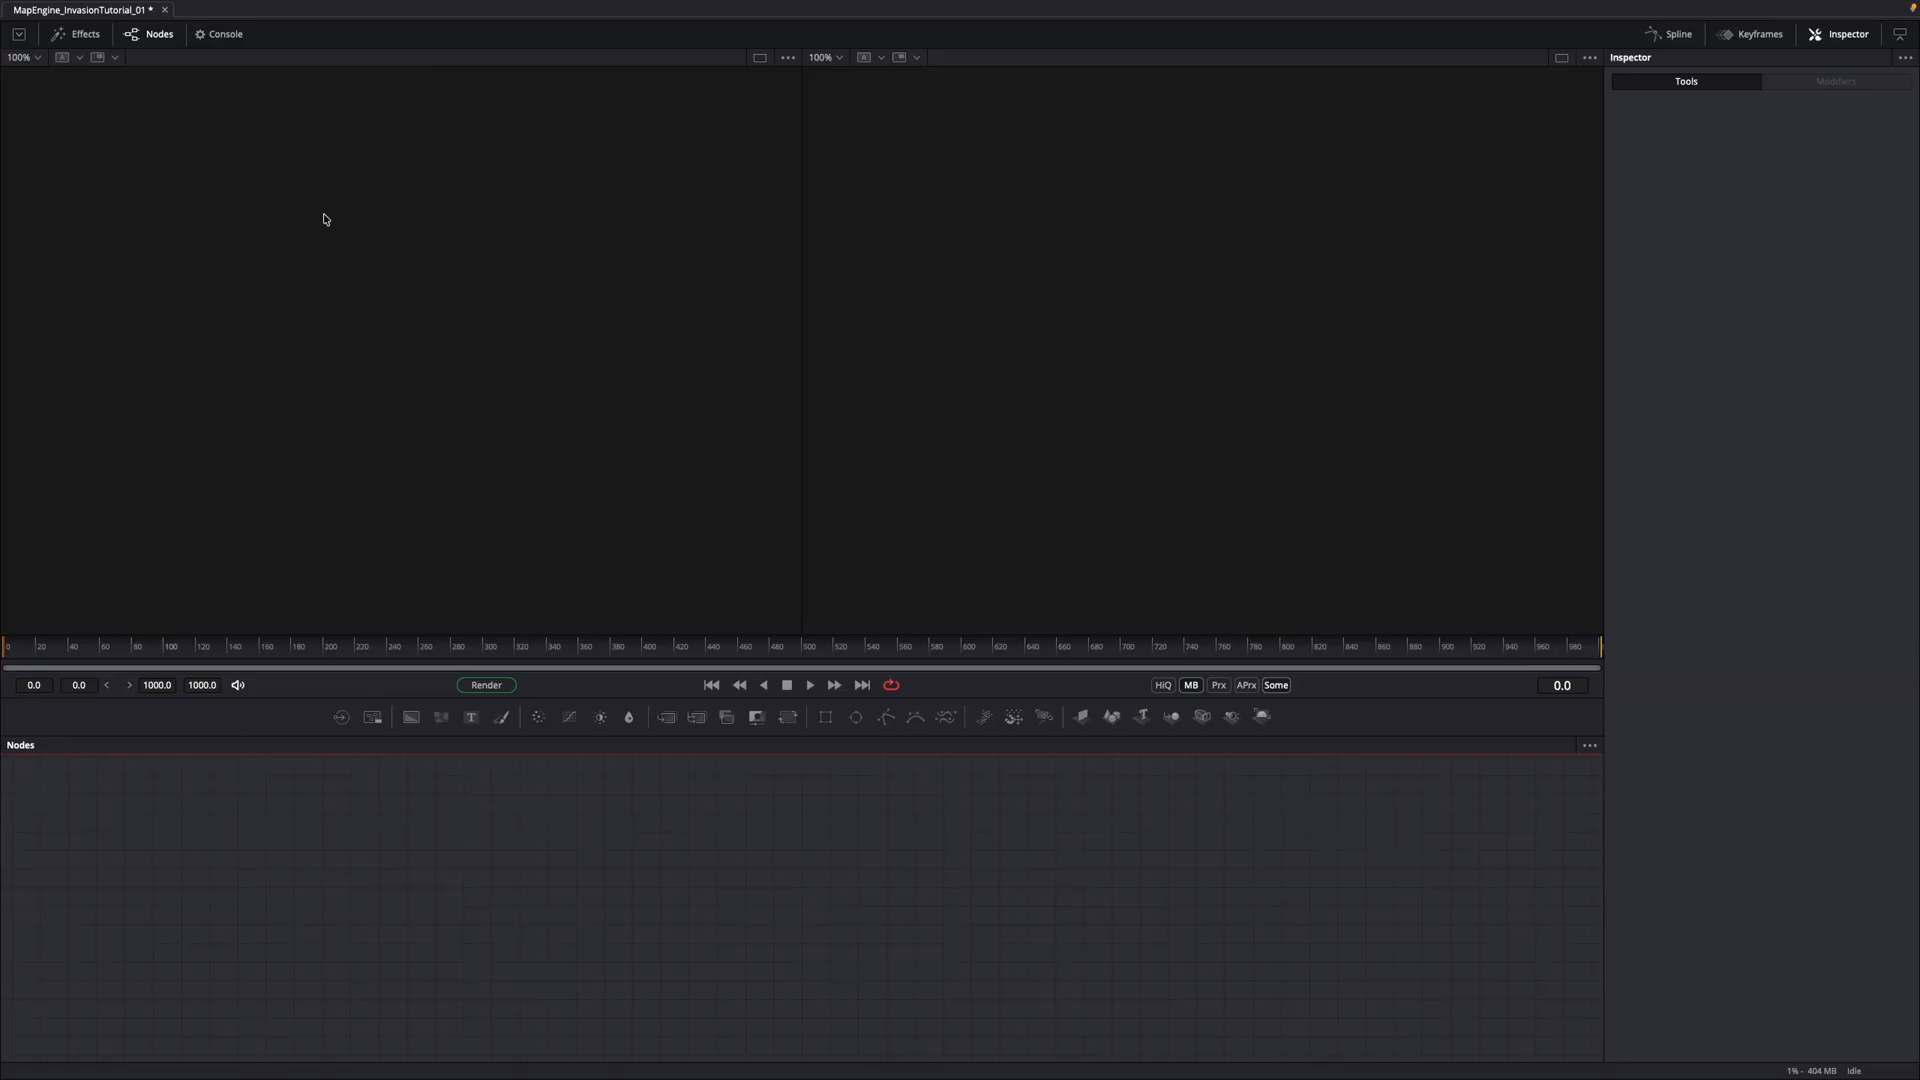 MapEngine_InvasionTutorial_01 *
Effects Nodes Console Spline Keyframes Inspector
100% 100% Inspector
Tools Modifiers
0 20 40 60 80 100 120 140 160 180 200 220 240 260 280 300 320 340 360 380 400 420 440 460 480 500 520 540 560 580 600 620 640 660 680 700 720 740 760 780 800 820 840 860 880 900 920 940 960 980
0.0 0.0 < > 1000.0 1000.0 Render HiQ MB Prx APrx Some 0.0
T
Nodes
1% - 404 MB Idle